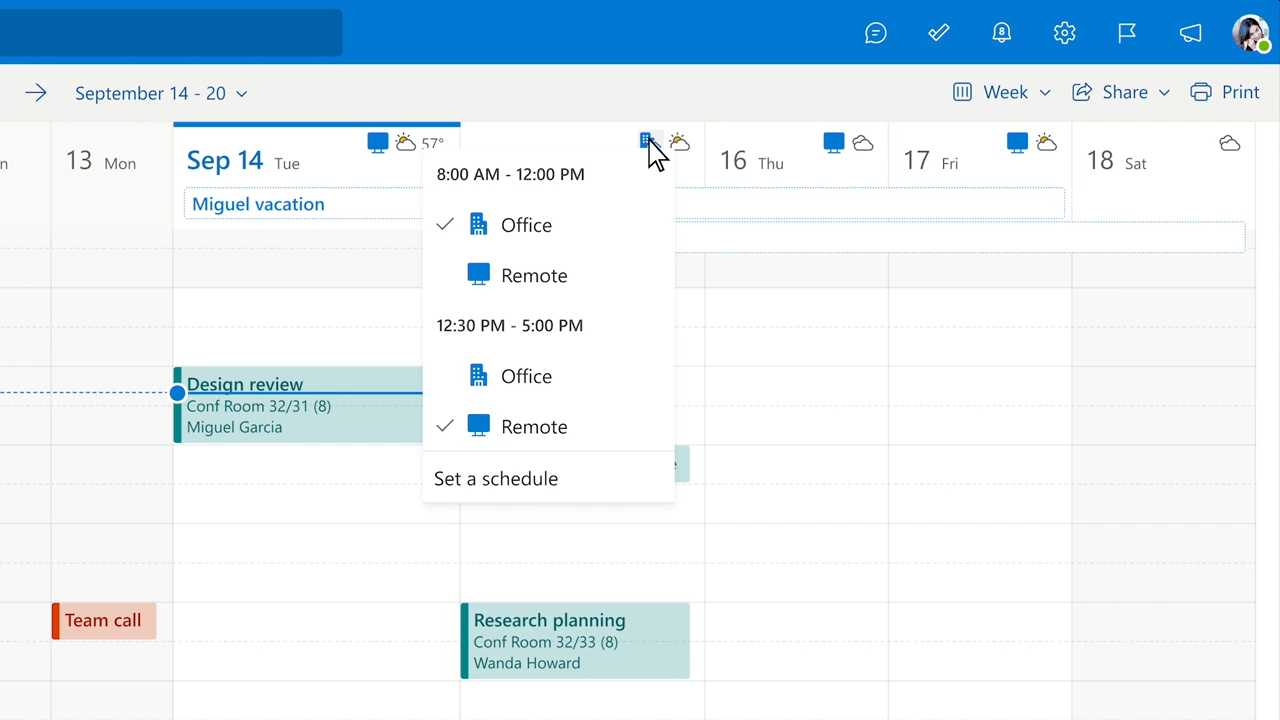 8
September 14 - 20
Week
Share
Print
n
13 Mon
Sep 14 Tue
57°
16 Thu
17 Fri
18 Sat
Miguel vacation
8:00 AM - 12:00 PM
Office
Remote
12:30 PM - 5:00 PM
Office
Remote
Set a schedule
Design review
Conf Room 32/31 (8)
Miguel Garcia
Team call
Research planning
Conf Room 32/33 (8)
Wanda Howard